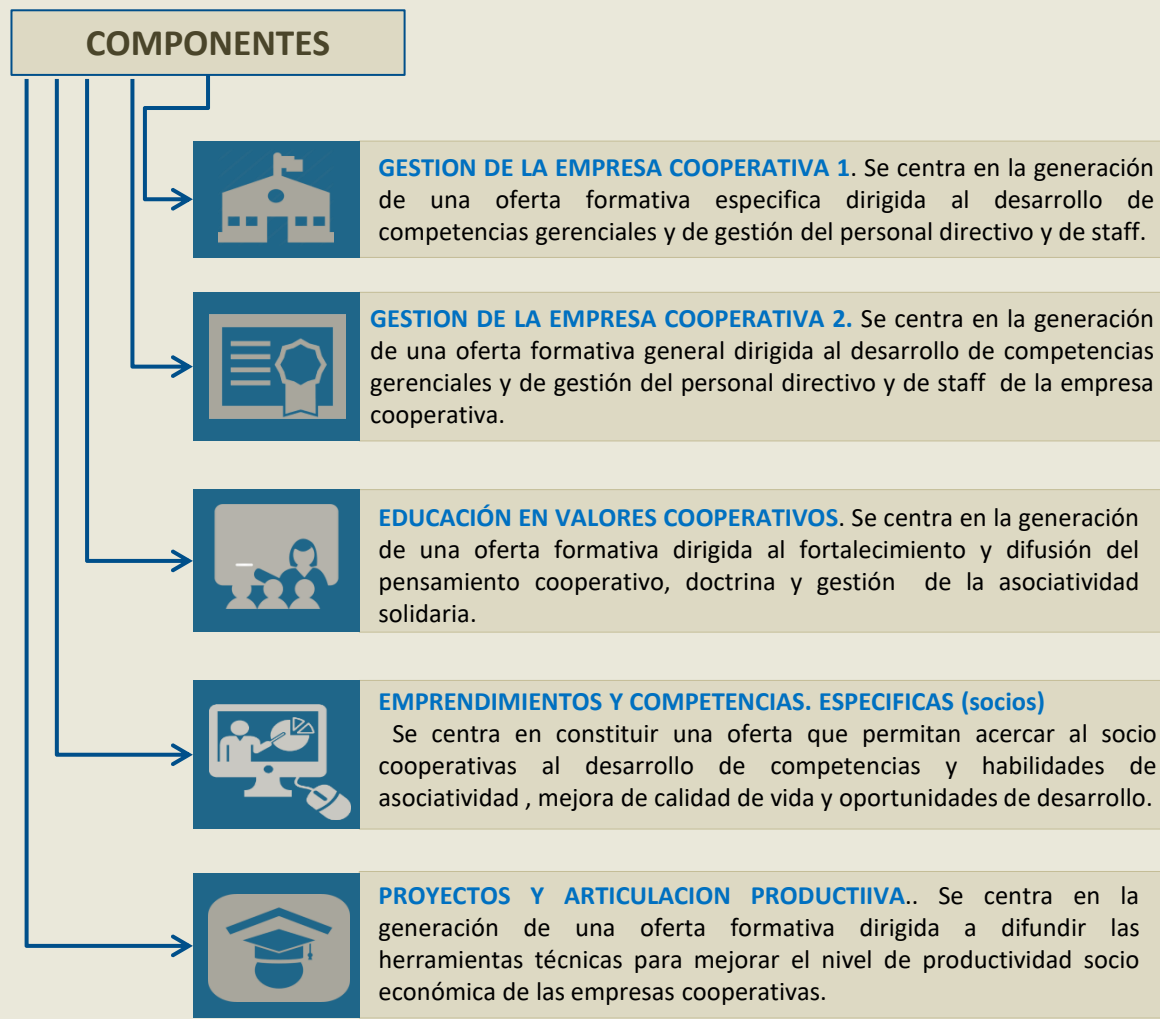 COMPONENTES
GESTION DE LA EMPRESA COOPERATIVA 1. Se centra en la generación
de una oferta formativa especifica dirigida al desarrollo de
competencias gerenciales y de gestión del personal directivo y de staff.
GESTION DE LA EMPRESA COOPERATIVA 2. Se centra en la generación
de una oferta formativa general dirigida al desarrollo de competencias
gerenciales y de gestión del personal directivo y de staff de la empresa
cooperativa.
EDUCACIÓN EN VALORES COOPERATIVOS. Se centra en la generación
de una oferta formativa dirigida al fortalecimiento y difusión del
pensamiento cooperativo, doctrina y gestión de la asociatividad
solidaria.
EMPRENDIMIENTOS Y COMPETENCIAS. ESPECIFICAS (socios)
Se centra en constituir una oferta que permitan acercar al socio
cooperativas al desarrollo de competencias y habilidades de
asociatividad , mejora de calidad de vida y oportunidades de desarrollo.
PROYECTOS Y ARTICULACION PRODUCTIIVA.. Se centra en la
generación de una oferta formativa dirigida a difundir las
herramientas técnicas para mejorar el nivel de productividad socio
económica de las empresas cooperativas.